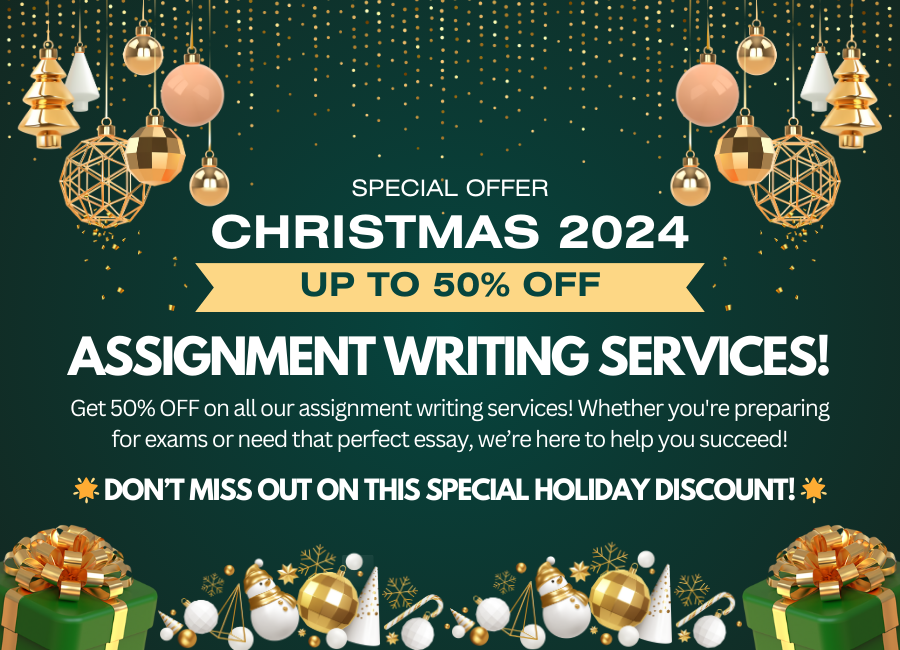 SPECIAL OFFER
CHRISTMAS 2024
UP TO 50% OFF
ASSIGNMENT WRITING SERVICES!
Get 50% OFF on all our assignment writing services! Whether you're preparing
for exams or need that perfect essay, we’re here to help you succeed!
🌟 DON’T MISS OUT ON THIS SPECIAL HOLIDAY DISCOUNT! 🌟